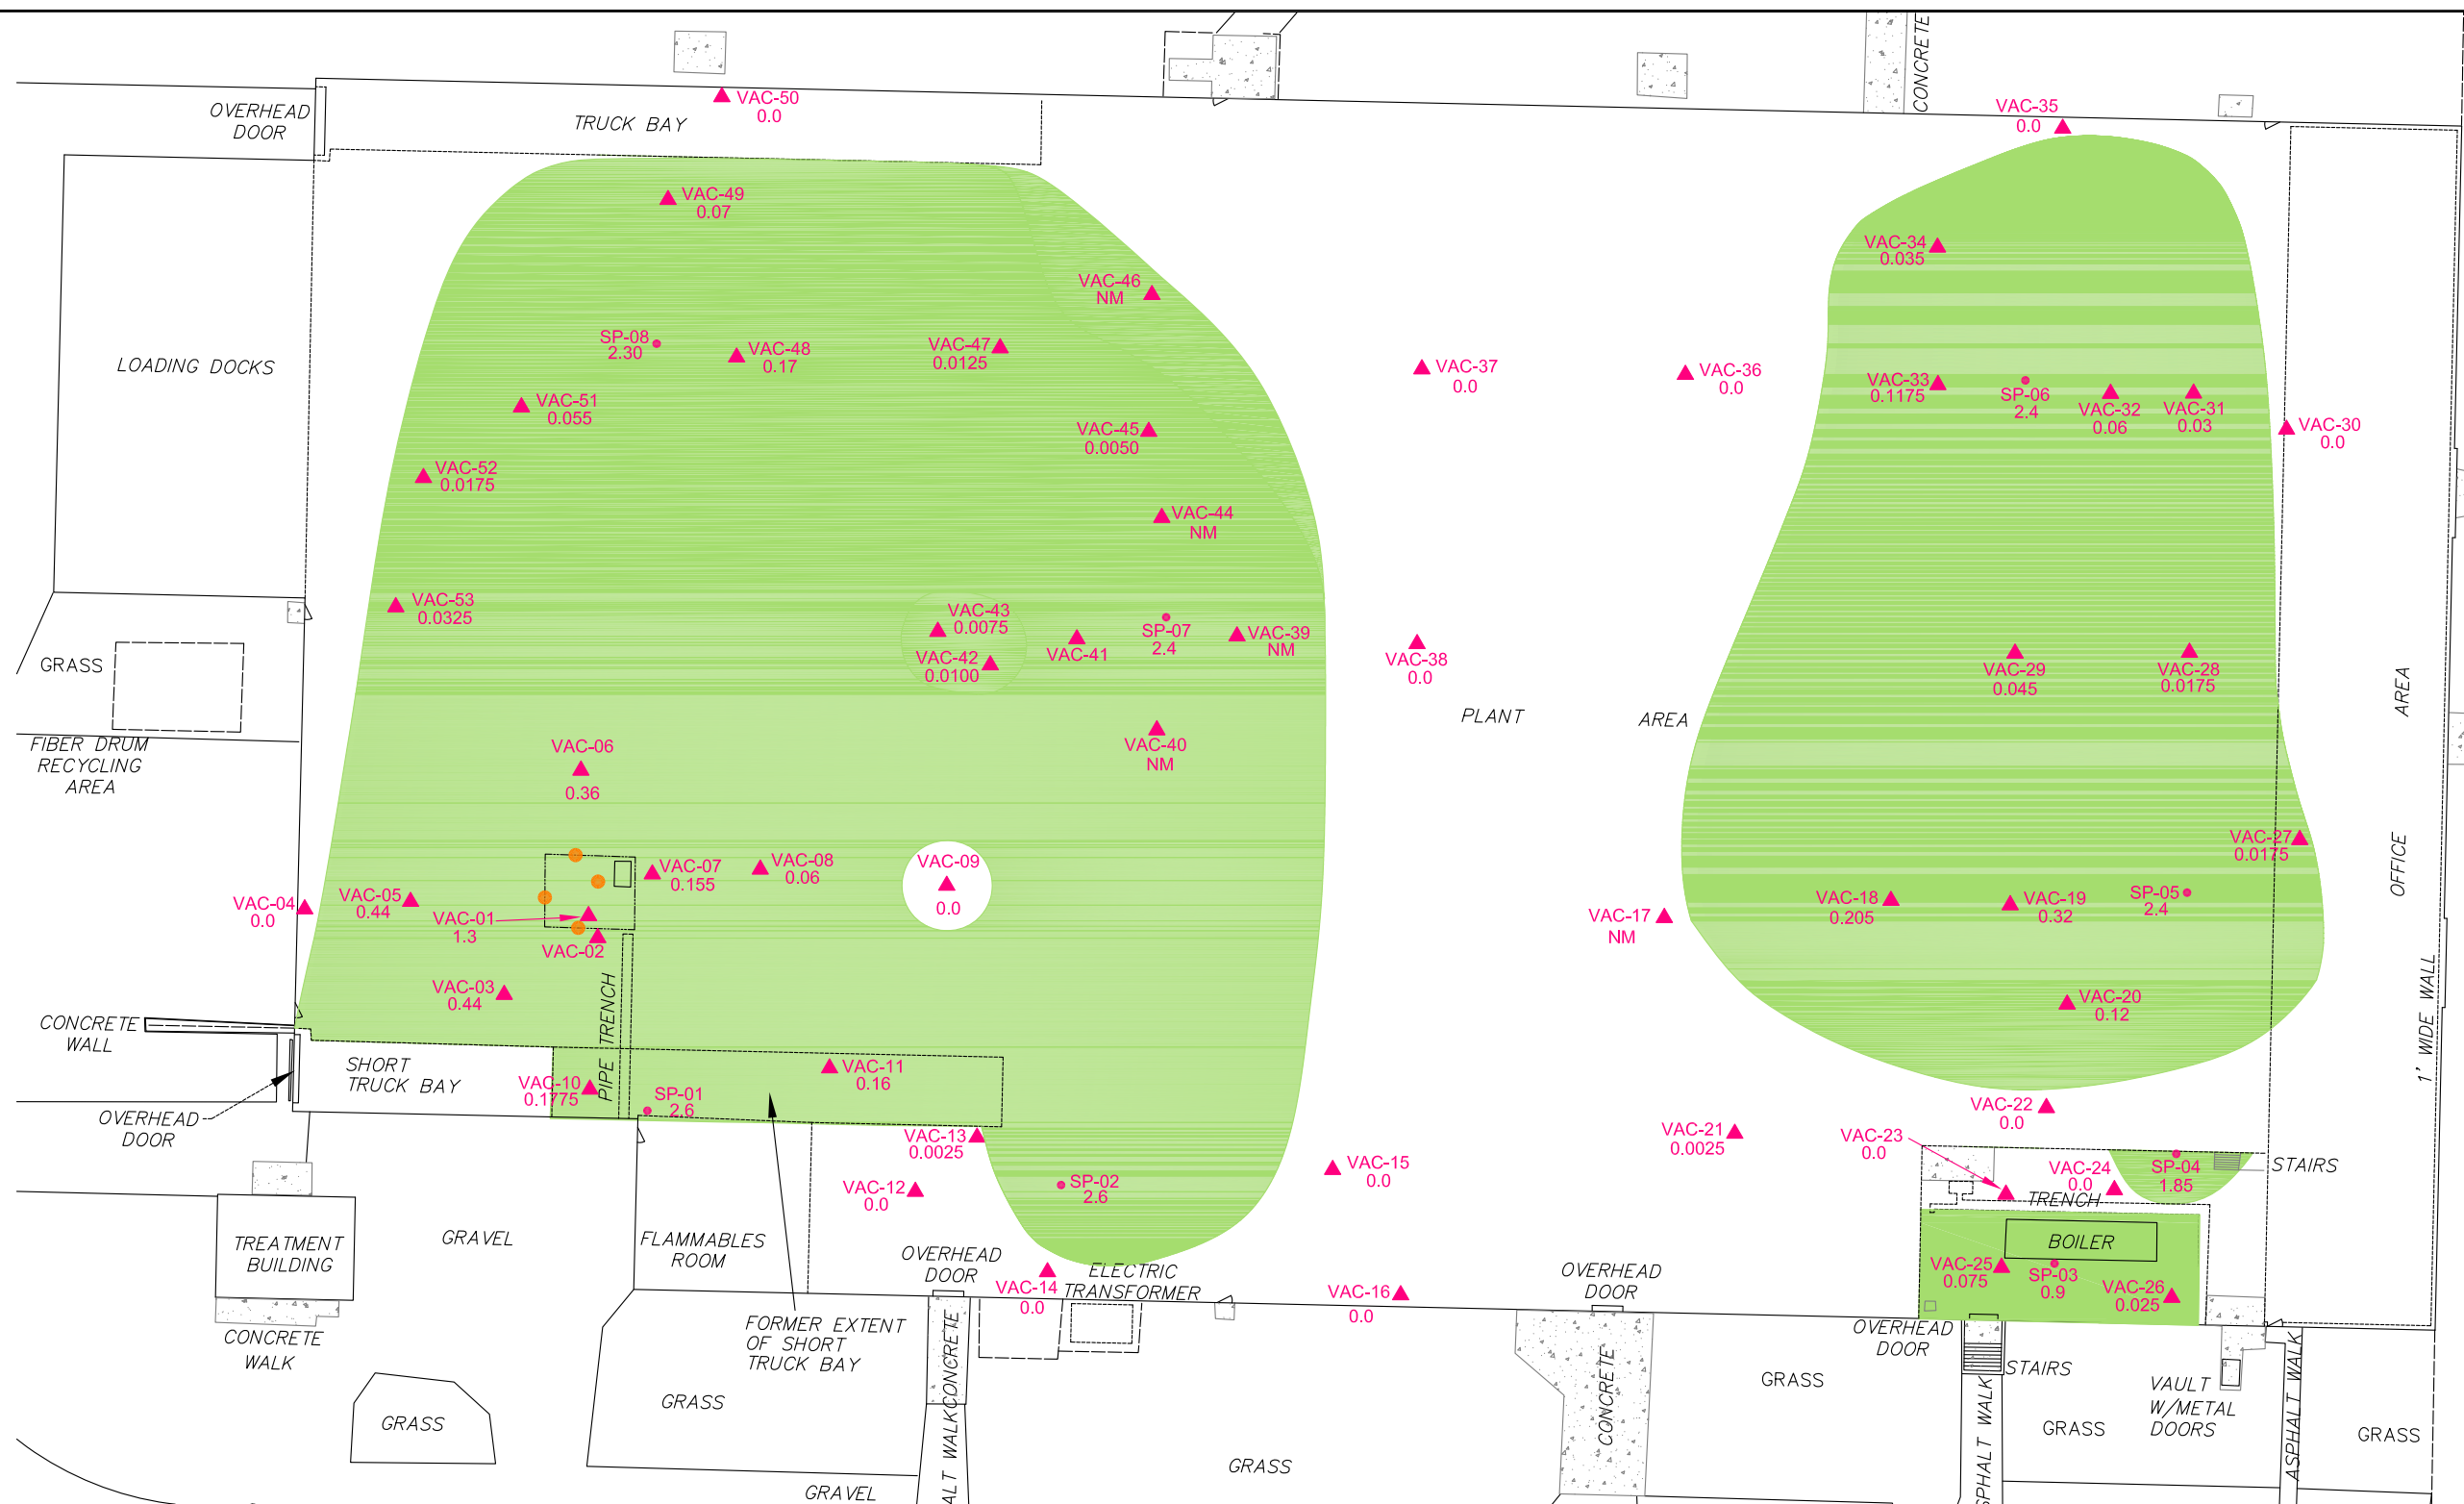 CONCRETE
VAC-50
0.0
OVERHEAD
DOOR
TRUCK BAY
VAC-35
0.0
VAC-49
0.07
VAC-34
0.035
VAC-46
NM
SP-08
2.30
VAC-48
0.17
VAC-47
0.0125
LOADING DOCKS
VAC-37
0.0
VAC-36
0.0
VAC-33
0.1175
SP-06
2.4
VAC-32
0.06
VAC-31
0.03
VAC-30
0.0
VAC-51
0.055
VAC-45
0.0050
VAC-52
0.0175
VAC-44
NM
VAC-53
0.0325
VAC-43
0.0075
VAC-42
0.0100
VAC-41
SP-07
2.4
VAC-39
NM
VAC-38
0.0
GRASS
VAC-29
0.045
VAC-28
0.0175
PLANT AREA
OFFICE AREA
FIBER DRUM
RECYCLING
AREA
VAC-40
NM
VAC-06
0.36
VAC-27
0.0175
VAC-07
0.155
VAC-08
0.06
VAC-09
0.0
VAC-04
0.0
VAC-05
0.44
VAC-01
1.3
VAC-02
VAC-17
NM
VAC-18
0.205
VAC-19
0.32
SP-05
2.4
VAC-03
0.44
VAC-20
0.12
PIPE TRENCH
1' WIDE WALL
CONCRETE
WALL
SHORT
TRUCK BAY
VAC-10
0.1775
SP-01
2.6
VAC-11
0.16
OVERHEAD
DOOR
VAC-13
0.0025
VAC-12
0.0
SP-02
2.6
VAC-15
0.0
VAC-21
0.0025
VAC-22
0.0
VAC-23
0.0
VAC-24
0.0
SP-04
1.85
STAIRS
TRENCH
TREATMENT
BUILDING
GRAVEL
FLAMMABLES
ROOM
OVERHEAD
DOOR
VAC-14
0.0
ELECTRIC
TRANSFORMER
VAC-16
0.0
OVERHEAD
DOOR
BOILER
VAC-25
0.075
SP-03
0.9
VAC-26
0.025
CONCRETE
WALK
FORMER EXTENT
OF SHORT
TRUCK BAY
CONCRETE
ALT WALK
OVERHEAD
DOOR
STAIRS
CONCRETE
GRASS
GRASS
GRASS
GRASS
VAULT
W/METAL
DOORS
GRASS
GRASS
SPHALT WALK
ASPHALT WALK
GRASS
GRAVEL